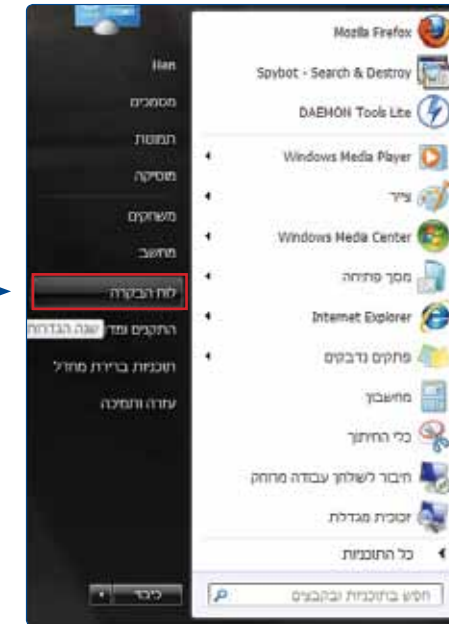 Mozilla Firefox
Spybot - Search & Destroy
DAEMON Tools Lite
Windows Media Player
צייר
Windows Media Center
מסך פתיחה
Internet Explorer
פתקים נדבקים
מחשבון
כלי החיתוך
חיבור לשולחן עבודה מרוחק
זכוכית מגדלת
כל התוכניות
חפש בתוכניות ובקבצים
Ilan
מסמכים
תמונות
מוסיקה
משחקים
מחשב
לוח הבקרה
התקנים ומד
שנה הגדרות
תוכניות ברירת מחדל
עזרה ותמיכה
כיבוי